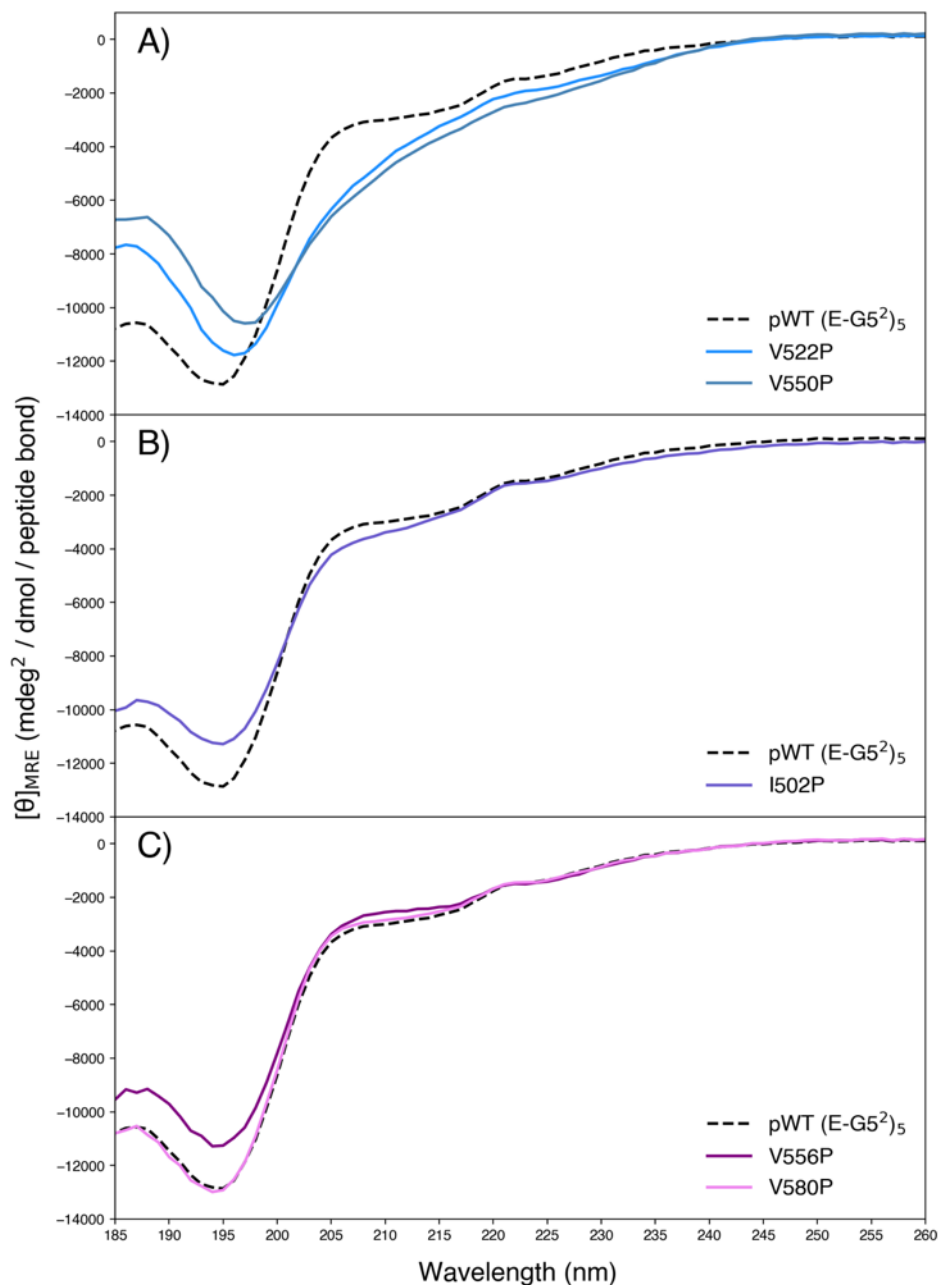 A)
0
−2000
−4000
−6000
−8000
−10000
−12000
−14000
pWT (E-G5²)₅
V522P
V550P
B)
0
−2000
−4000
−6000
−8000
−10000
−12000
−14000
pWT (E-G5²)₅
I502P
C)
0
−2000
−4000
−6000
−8000
−10000
−12000
−14000
pWT (E-G5²)₅
V556P
V580P
[θ]MRE (mdeg² / dmol / peptide bond)
185 190 195 200 205 210 215 220 225 230 235 240 245 250 255 260
Wavelength (nm)